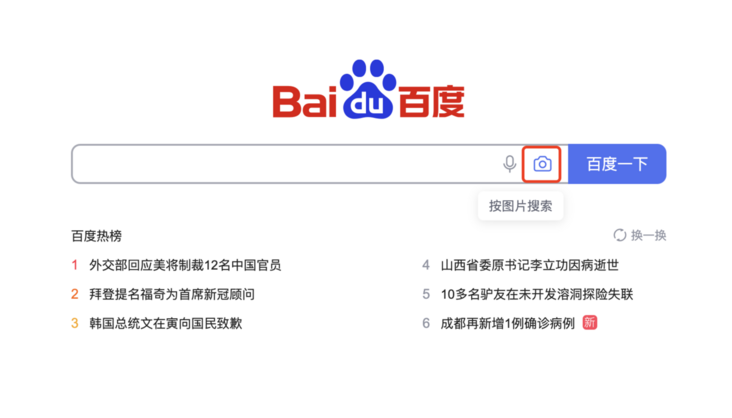 Bai du 百度
百度一下
按图片搜索
百度热榜
换一换
1 外交部回应美将制裁12名中国官员
2 拜登提名福奇为首席新冠顾问
3 韩国总统文在寅向国民致歉
4 山西省委原书记李立功因病逝世
5 10多名驴友在未开发溶洞探险失联
6 成都再新增1例确诊病例 新